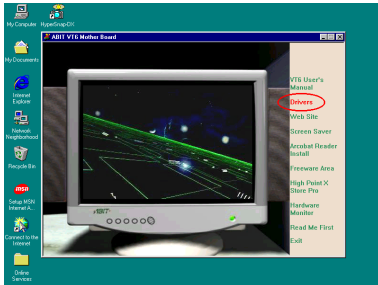 My Computer
HyperSnap-DX
ABIT VT6 Mother Board
My Documents
Internet
Explorer
Network
Neighborhood
Recycle Bin
msn
Setup MSN
Internet A...
Connect to the
Internet
Online
Services
ABIT
VT6 User's
Manual
Drivers
Web Site
Screen Saver
Acrobat Reader
Install
Freeware Area
High Point X
Store Pro
Hardware
Monitor
Read Me First
Exit